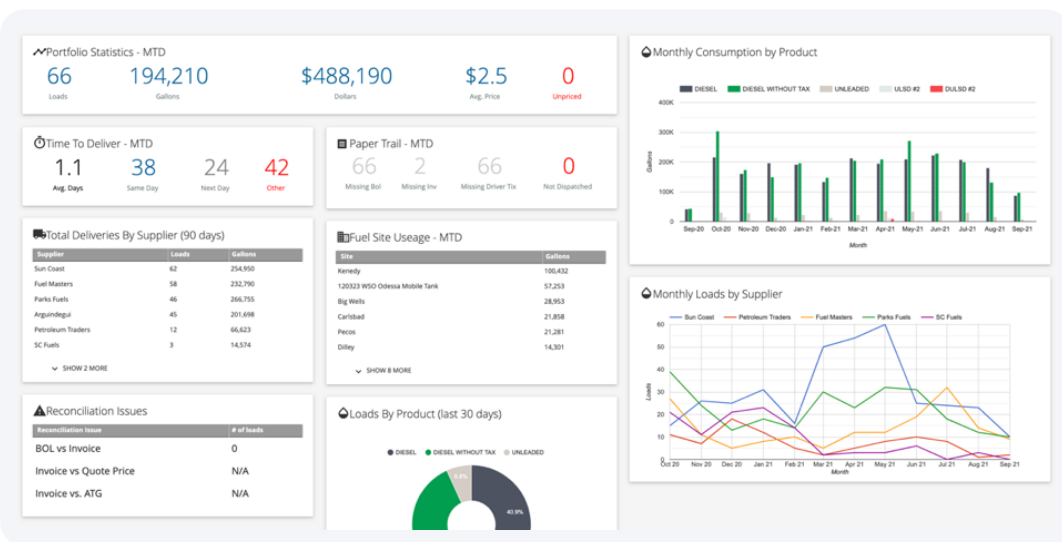 Portfolio Statistics - MTD
66 194,210 $488,190 $2.5 0
Loads Gallons Dollars Avg. Price Unpriced
Time To Deliver - MTD
1.1 38 24 42
Avg. Days Same Day Next Day Other
Paper Trail - MTD
66 2 66 0
Missing Bol Missing Inv Missing Driver Tix Not Dispatched
Total Deliveries By Supplier (90 days)
Supplier Loads Gallons
Sun Coast 62 254,950
Fuel Masters 58 232,790
Parks Fuels 46 266,755
Arguindegui 45 201,698
Petroleum Traders 12 66,623
SC Fuels 3 14,574
SHOW 2 MORE
Fuel Site Useage - MTD
Site Gallons
Kenedy 100,432
120323 WSO Odessa Mobile Tank 57,253
Big Wells 28,953
Carlsbad 21,858
Pecos 21,281
Dilley 14,301
SHOW 8 MORE
Reconciliation Issues
Reconciliation Issue # of loads
BOL vs Invoice 0
Invoice vs Quote Price N/A
Invoice vs. ATG N/A
Loads By Product (last 30 days)
DIESEL DIESEL WITHOUT TAX UNLEADED
40.9%
Monthly Consumption by Product
DIESEL DIESEL WITHOUT TAX UNLEADED ULSD #2 DULSD #2
400K
300K
200K
100K
0
Gallons
Sep-20 Oct-20 Nov-20 Dec-20 Jan-21 Feb-21 Mar-21 Apr-21 May-21 Jun-21 Jul-21 Aug-21 Sep-21
Month
Monthly Loads by Supplier
Sun Coast Petroleum Traders Fuel Masters Parks Fuels SC Fuels
60
50
40
30
20
10
0
Loads
Oct 20 Nov 20 Dec 20 Jan 21 Feb 21 Mar 21 Apr 21 May 21 Jun 21 Jul 21 Aug 21 Sep 21
Month